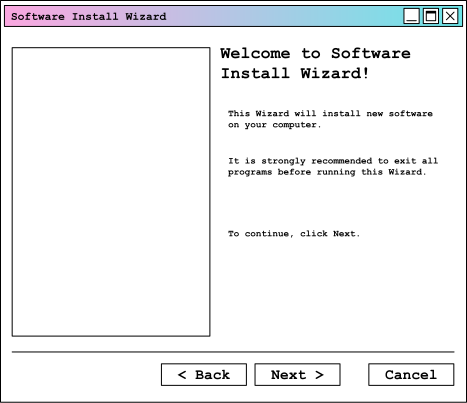 Software Install Wizard
Welcome to Software
Install Wizard!
This Wizard will install new software
on your computer.
It is strongly recommended to exit all
programs before running this Wizard.
To continue, click Next.
< Back
Next >
Cancel